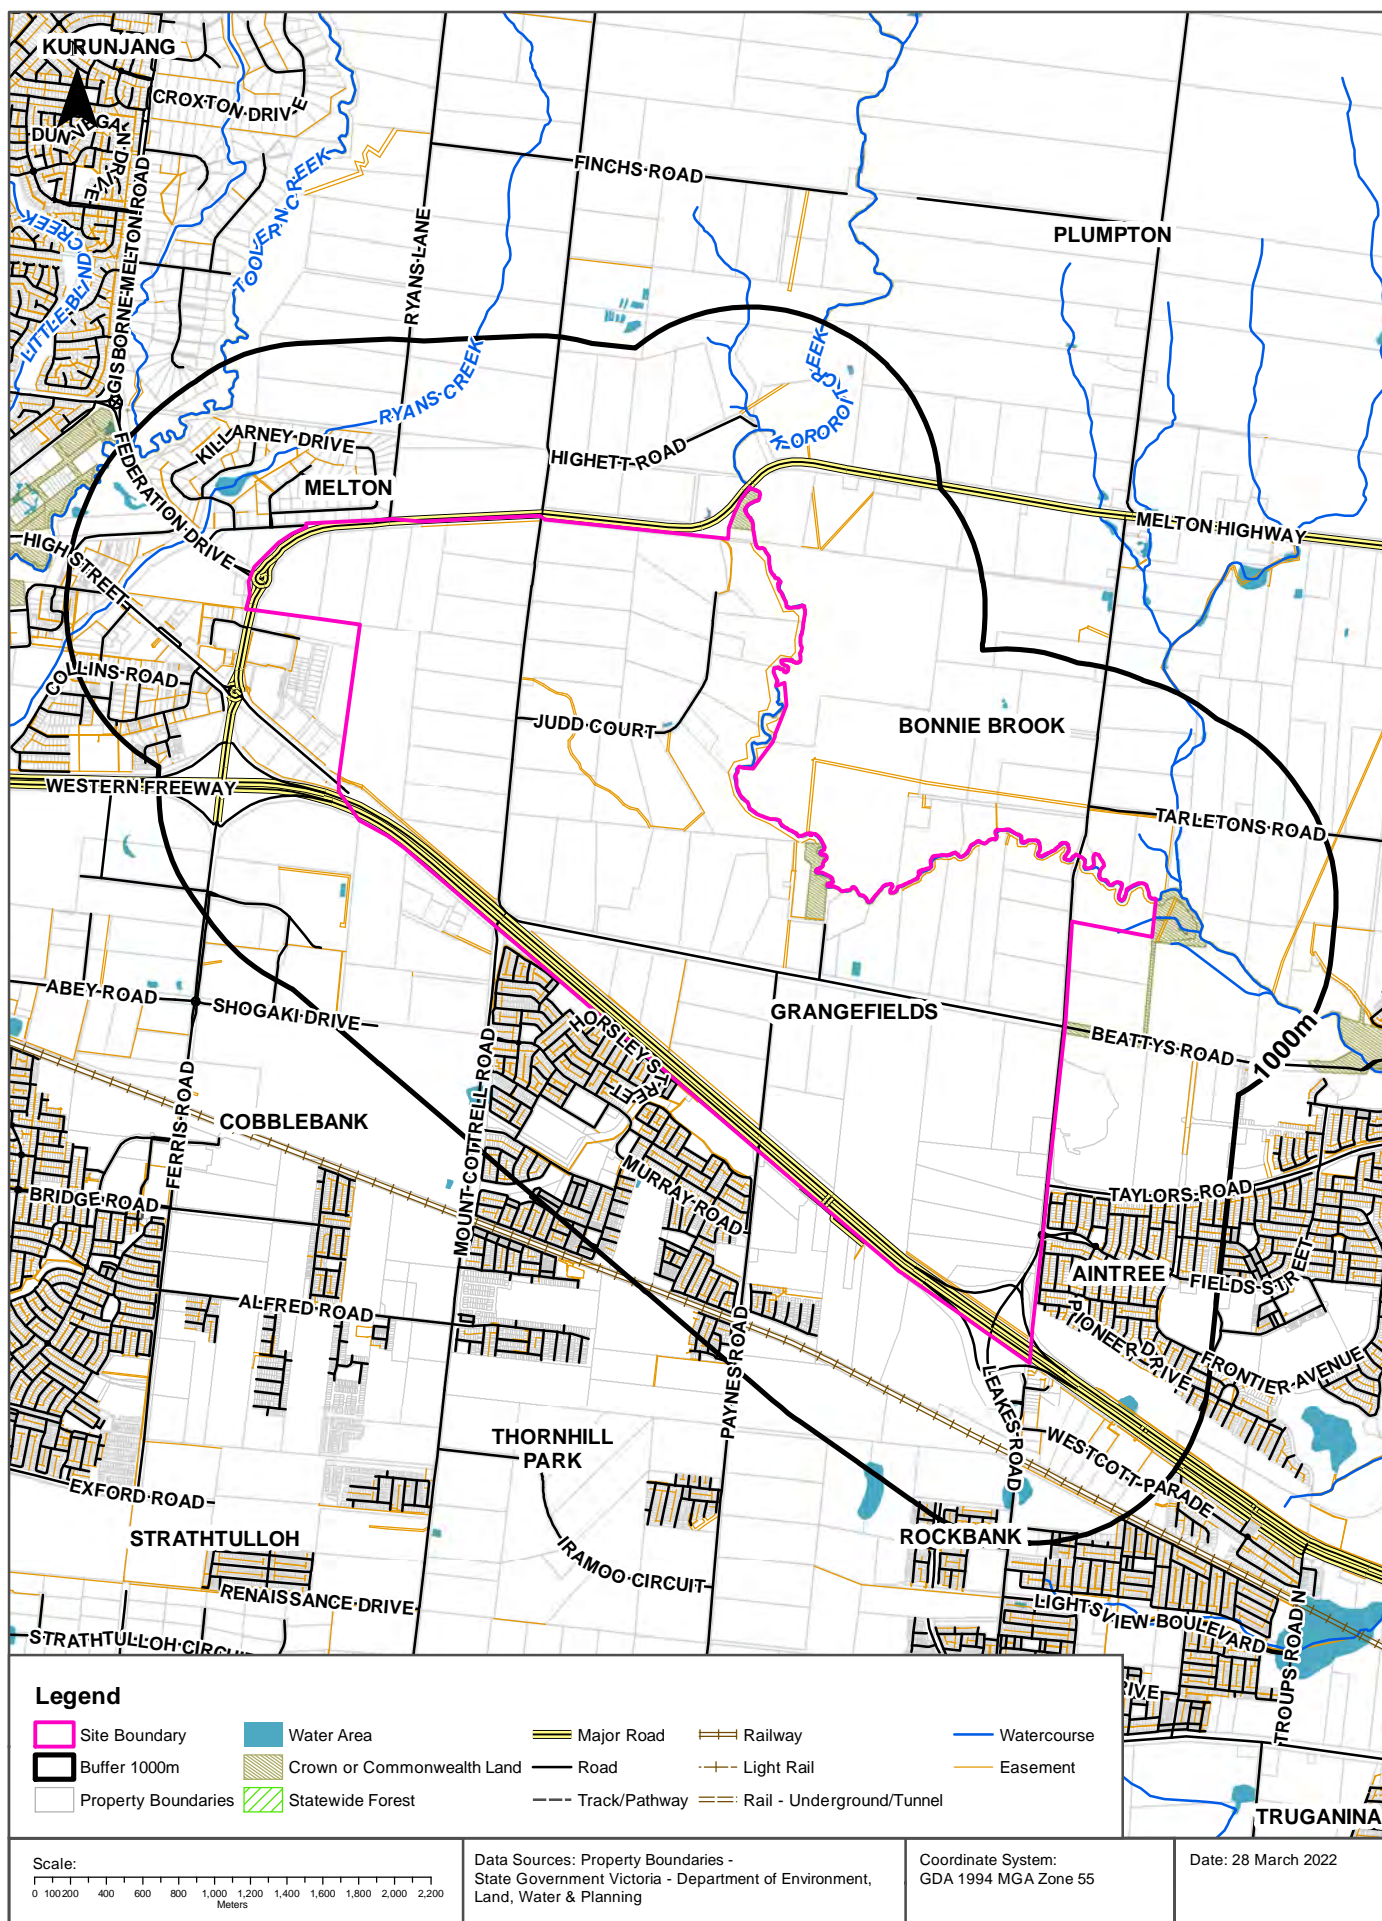 KURUNJANG
CROXTON DRIVE
DUNVEGAN DRIVE
FINCHS ROAD
PLUMPTON
TOOLERN CREEK
RYANS LANE
LITTLE BLIND CREEK
GISBORNE-MELTON ROAD
RYANS CREEK
KOROROIT CREEK
KILLARNEY DRIVE
HIGHETT ROAD
MELTON
FEDERATION DRIVE
MELTON HIGHWAY
HIGH STREET
COLLINS ROAD
JUDD COURT
BONNIE BROOK
WESTERN FREEWAY
TARLETONS ROAD
ABEY ROAD
SHOGAKI DRIVE
HORSLEY STREET
GRANGEFIELDS
BEATTYS ROAD
1000m
FERRIS ROAD
MOUNT COTTRELL ROAD
COBBLEBANK
BRIDGE ROAD
MURRAY ROAD
TAYLORS ROAD
AINTREE
FIELDS STREET
ALFRED ROAD
PIONEER DRIVE
FRONTIER AVENUE
PAYNES ROAD
LEAKES ROAD
THORNHILL
PARK
WESTCOTT PARADE
EXFORD ROAD
STRATHTULLOH
ROCKBANK
IRAMOO CIRCUIT
RENAISSANCE DRIVE
LIGHTSVIEW BOULEVARD
STRATHTULLOH CIRCUI
TROUPS ROAD N
RIVE
TRUGANINA
Legend
Site Boundary
Water Area
Major Road
Railway
Watercourse
Buffer 1000m
Crown or Commonwealth Land
Road
Light Rail
Easement
Property Boundaries
Statewide Forest
Track/Pathway
Rail - Underground/Tunnel
Scale:
0 100 200 400 600 800 1,000 1,200 1,400 1,600 1,800 2,000 2,200
Meters
Data Sources: Property Boundaries -
State Government Victoria - Department of Environment,
Land, Water & Planning
Coordinate System:
GDA 1994 MGA Zone 55
Date: 28 March 2022